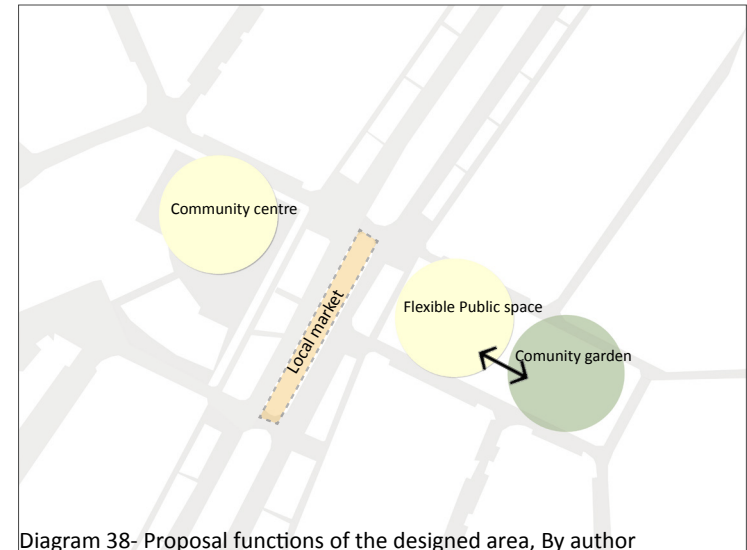 Community centre
Local market
Flexible Public space
Comunity garden
Diagram 38- Proposal functions of the designed area, By author